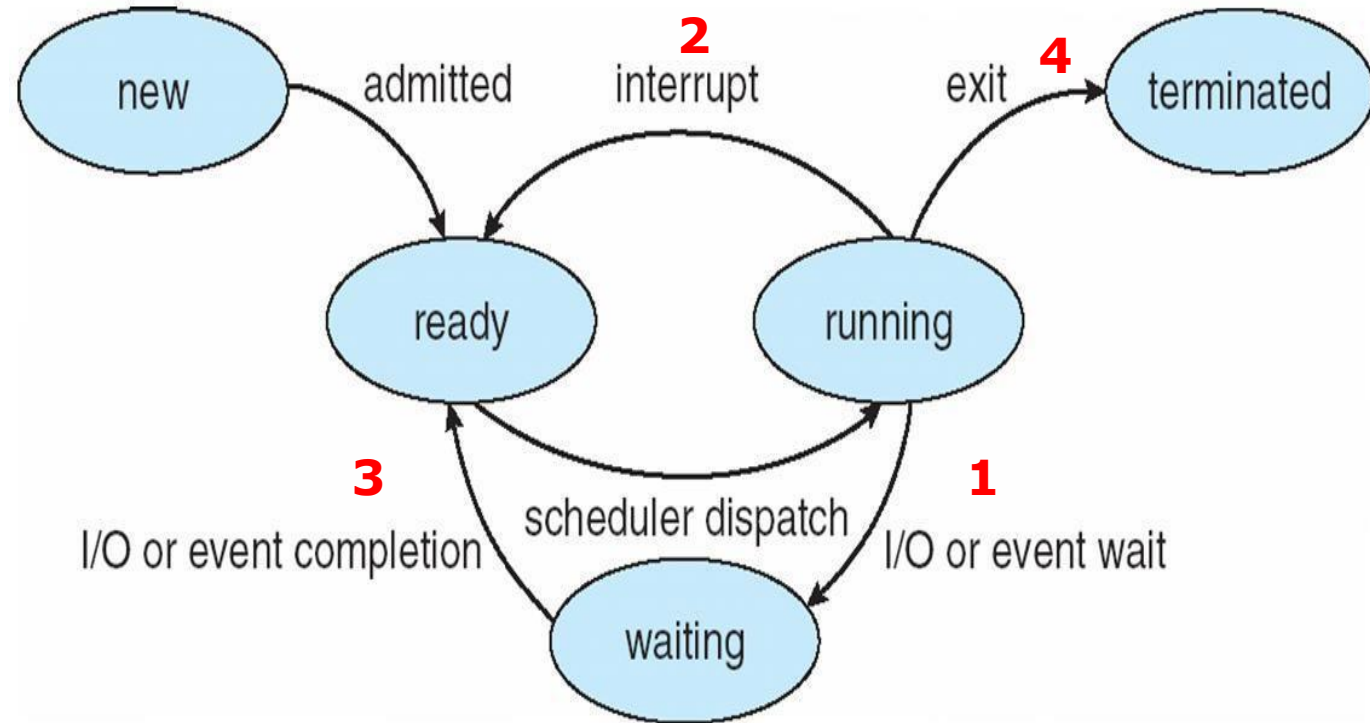 2
4
new
admitted
interrupt
exit
terminated
ready
running
3
1
scheduler dispatch
I/O or event completion
I/O or event wait
waiting